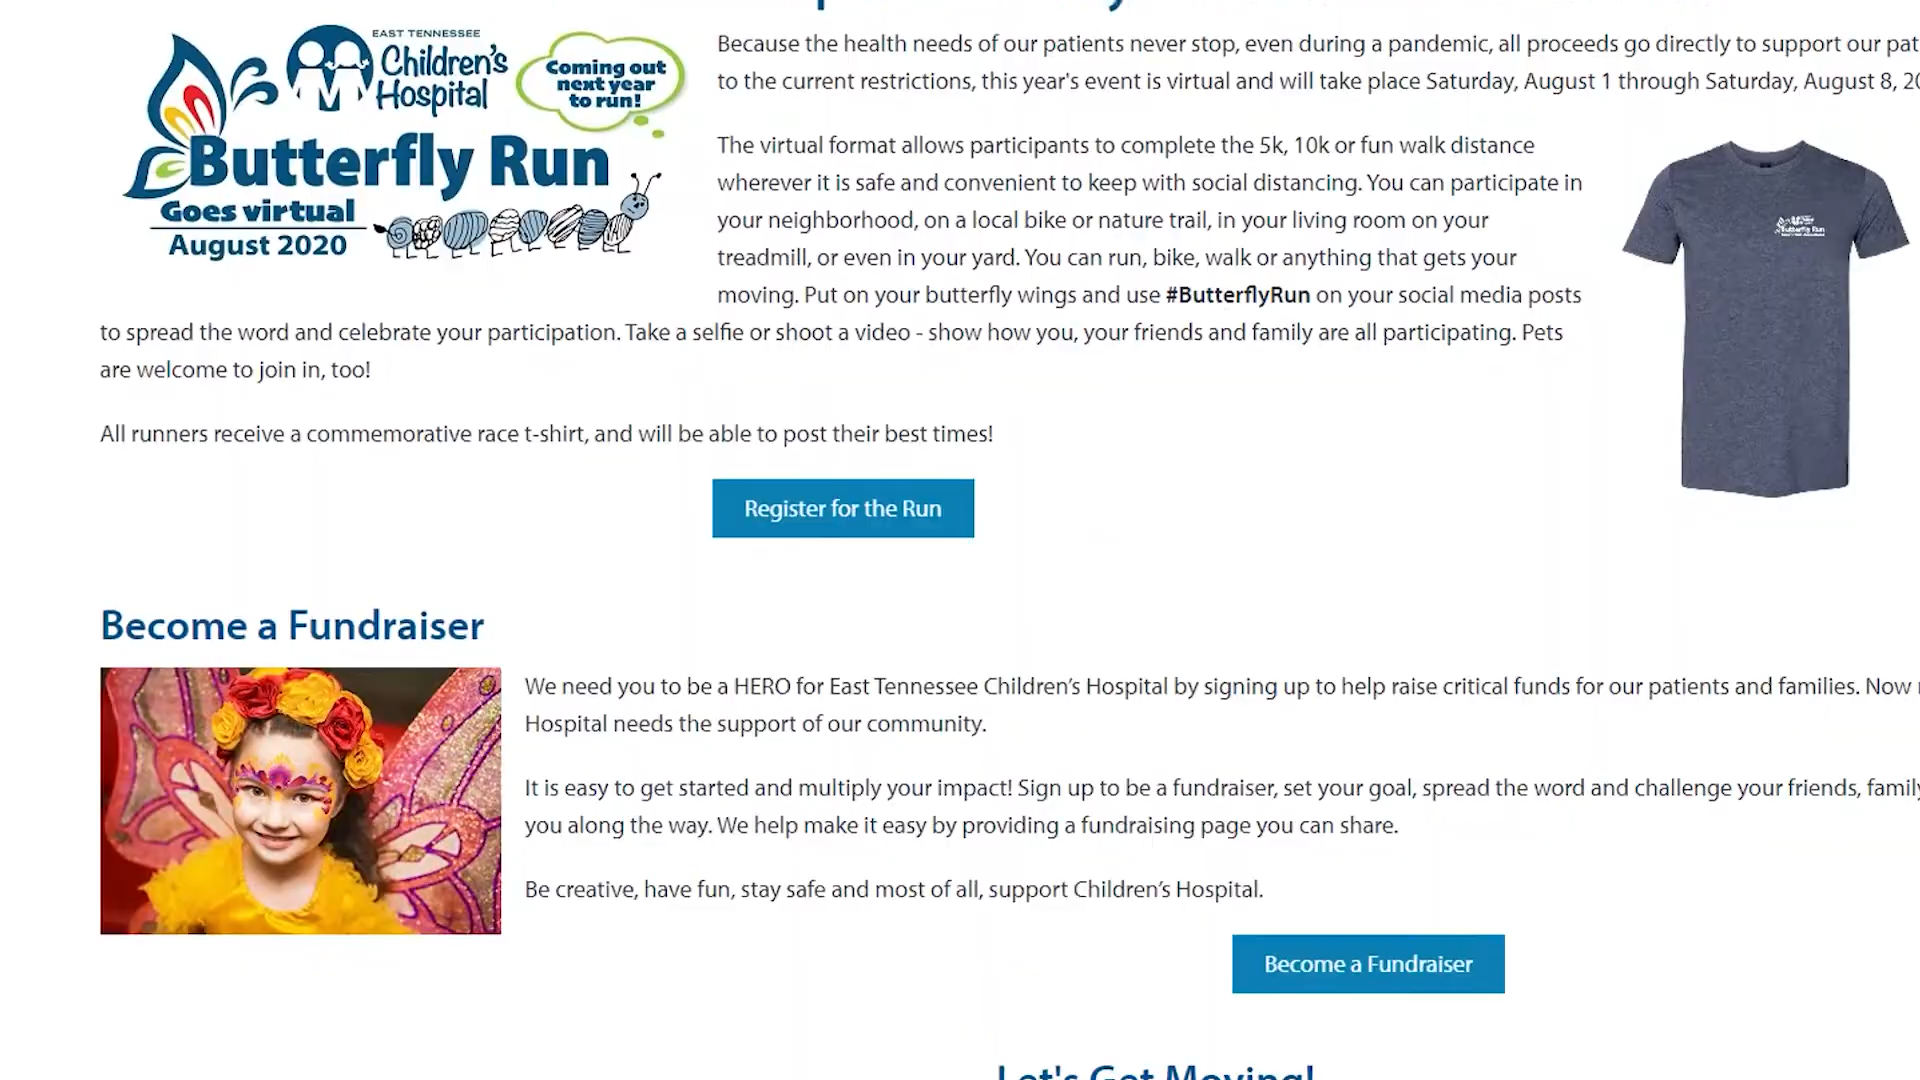 EAST TENNESSEE
Children's
Hospital
Coming out
next year
to run!
Butterfly Run
Goes virtual
August 2020
Because the health needs of our patients never stop, even during a pandemic, all proceeds go directly to support our
to the current restrictions, this year's event is virtual and will take place Saturday, August 1 through Saturday, August 8,
The virtual format allows participants to complete the 5k, 10k or fun walk distance
wherever it is safe and convenient to keep with social distancing. You can participate in
your neighborhood, on a local bike or nature trail, in your living room on your
treadmill, or even in your yard. You can run, bike, walk or anything that gets your
moving. Put on your butterfly wings and use #ButterflyRun on your social media posts
to spread the word and celebrate your participation. Take a selfie or shoot a video - show how you, your friends and family are all participating. Pets
are welcome to join in, too!
Butterfly Run
All runners receive a commemorative race t-shirt, and will be able to post their best times!
Register for the Run
Become a Fundraiser
We need you to be a HERO for East Tennessee Children's Hospital by signing up to help raise critical funds for our patients and families. Now
Hospital needs the support of our community.
It is easy to get started and multiply your impact! Sign up to be a fundraiser, set your goal, spread the word and challenge your friends, family
you along the way. We help make it easy by providing a fundraising page you can share.
Be creative, have fun, stay safe and most of all, support Children's Hospital.
Become a Fundraiser
Let's Get Moving!